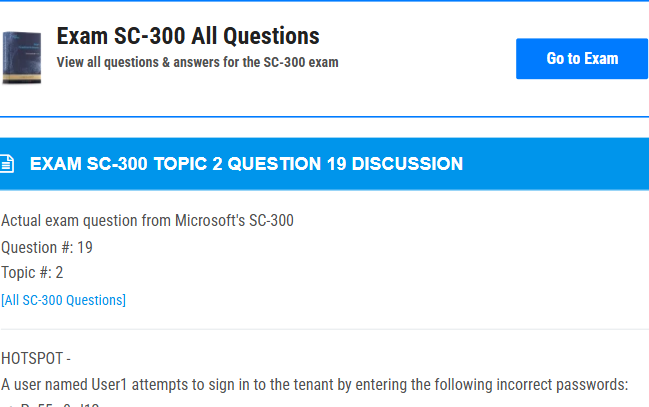 Exam SC-300 All Questions
View all questions & answers for the SC-300 exam
Go to Exam
EXAM SC-300 TOPIC 2 QUESTION 19 DISCUSSION
Actual exam question from Microsoft's SC-300
Question #: 19
Topic #: 2
[All SC-300 Questions]
HOTSPOT -
A user named User1 attempts to sign in to the tenant by entering the following incorrect passwords: